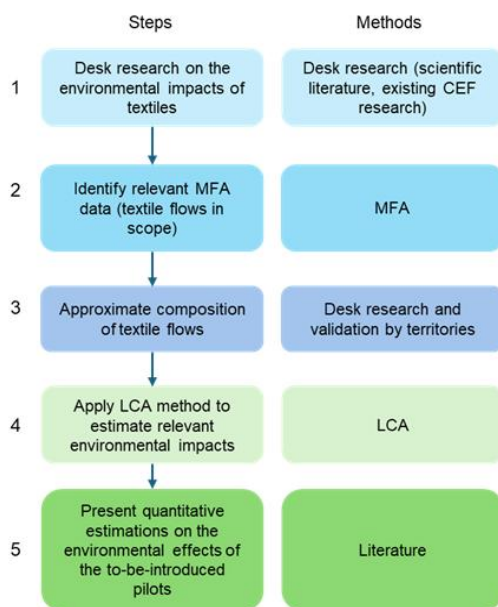 Steps
Methods
1
Desk research on the
environmental impacts of
textiles
Desk research (scientific
literature, existing CEF
research)
2
Identify relevant MFA
data (textile flows in
scope)
MFA
3
Approximate composition
of textile flows
Desk research and
validation by territories
4
Apply LCA method to
estimate relevant
environmental impacts
LCA
5
Present quantitative
estimations on the
environmental effects of
the to-be-introduced
pilots
Literature